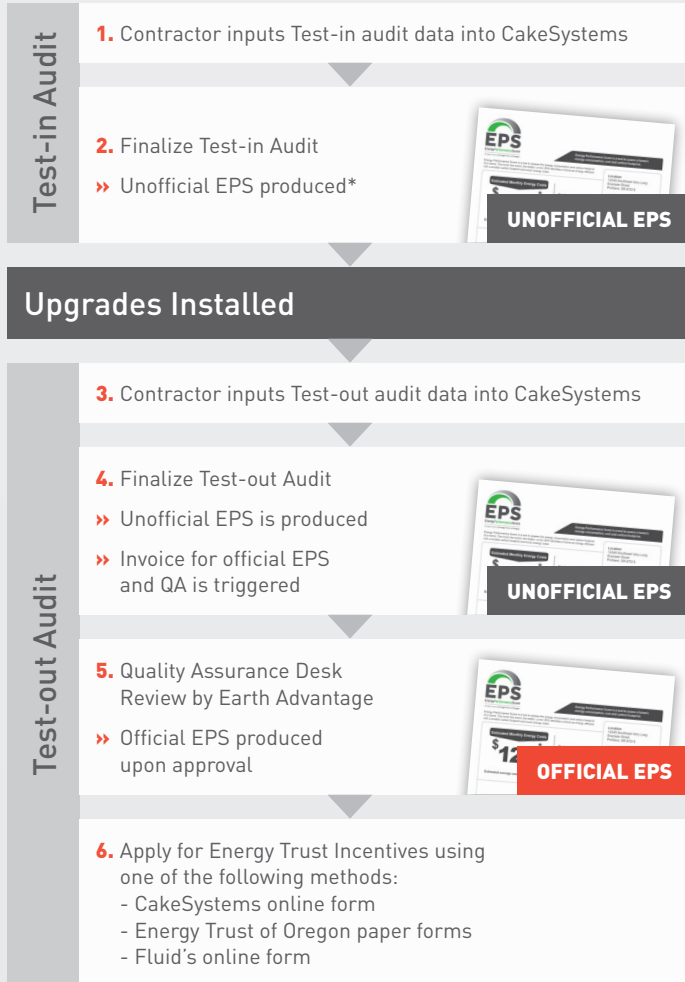 Test-in Audit
1. Contractor inputs Test-in audit data into CakeSystems
2. Finalize Test-in Audit
» Unofficial EPS produced*
EPS
UNOFFICIAL EPS
Upgrades Installed
Test-out Audit
3. Contractor inputs Test-out audit data into CakeSystems
4. Finalize Test-out Audit
» Unofficial EPS is produced
» Invoice for official EPS
and QA is triggered
EPS
UNOFFICIAL EPS
5. Quality Assurance Desk
Review by Earth Advantage
» Official EPS produced
upon approval
EPS
Estimated Monthly Energy Costs
OFFICIAL EPS
6. Apply for Energy Trust Incentives using
one of the following methods:
- CakeSystems online form
- Energy Trust of Oregon paper forms
- Fluid's online form